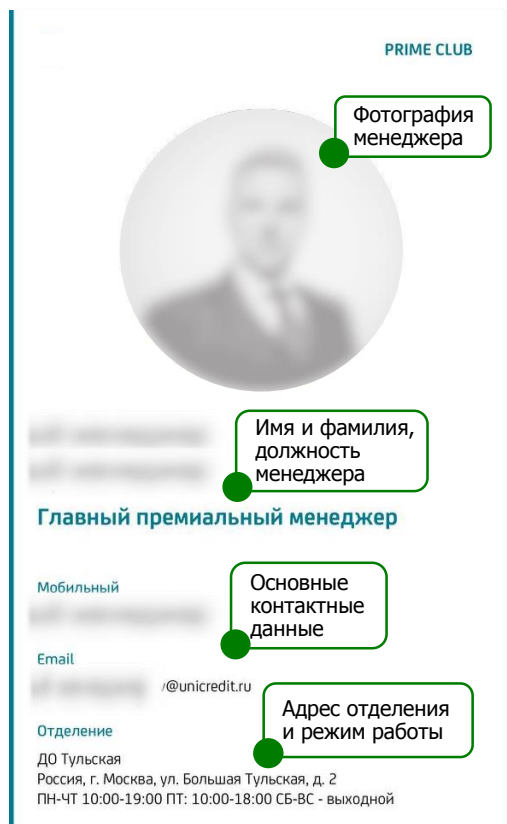 PRIME CLUB
Фотография
менеджера
Имя и фамилия,
должность
менеджера
Главный премиальный менеджер
Мобильный
Основные
контактные
данные
Email
@unicredit.ru
Адрес отделения
и режим работы
Отделение
ДО Тульская
Россия, г. Москва, ул. Большая Тульская, д. 2
ПН-ЧТ 10:00-19:00 ПТ: 10:00-18:00 СБ-ВС - выходной